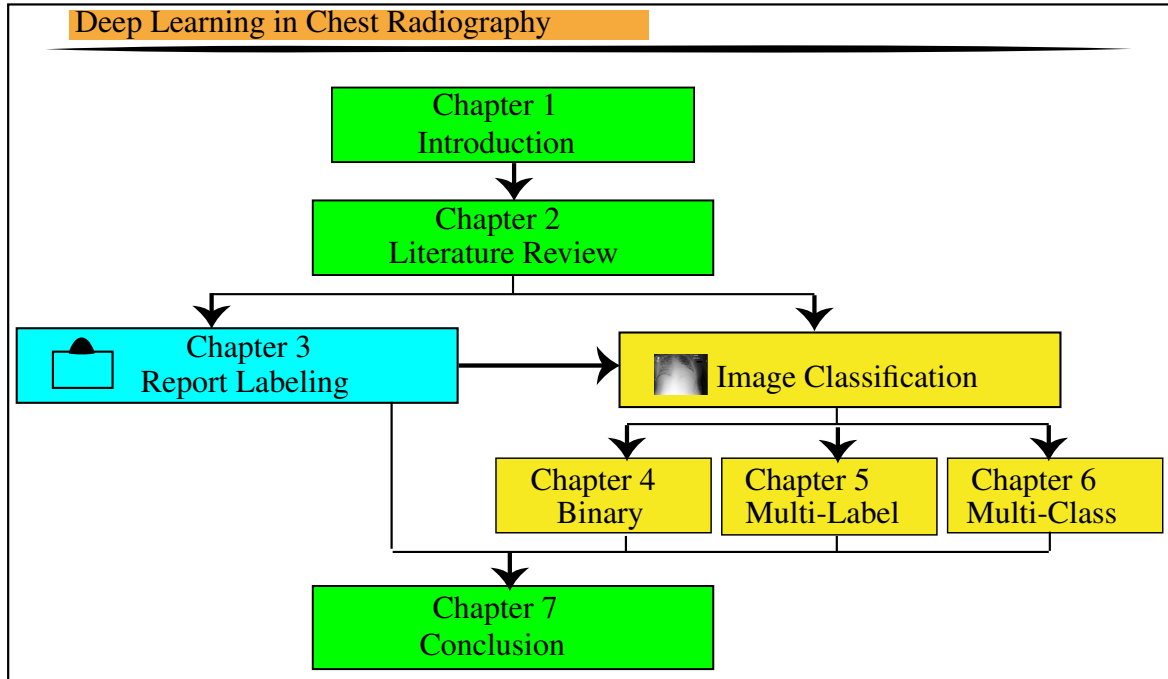 Deep Learning in Chest Radiography
Chapter 1
Introduction
Chapter 2
Literature Review
Chapter 3
Report Labeling
Image Classification
Chapter 4
Binary
Chapter 5
Multi-Label
Chapter 6
Multi-Class
Chapter 7
Conclusion